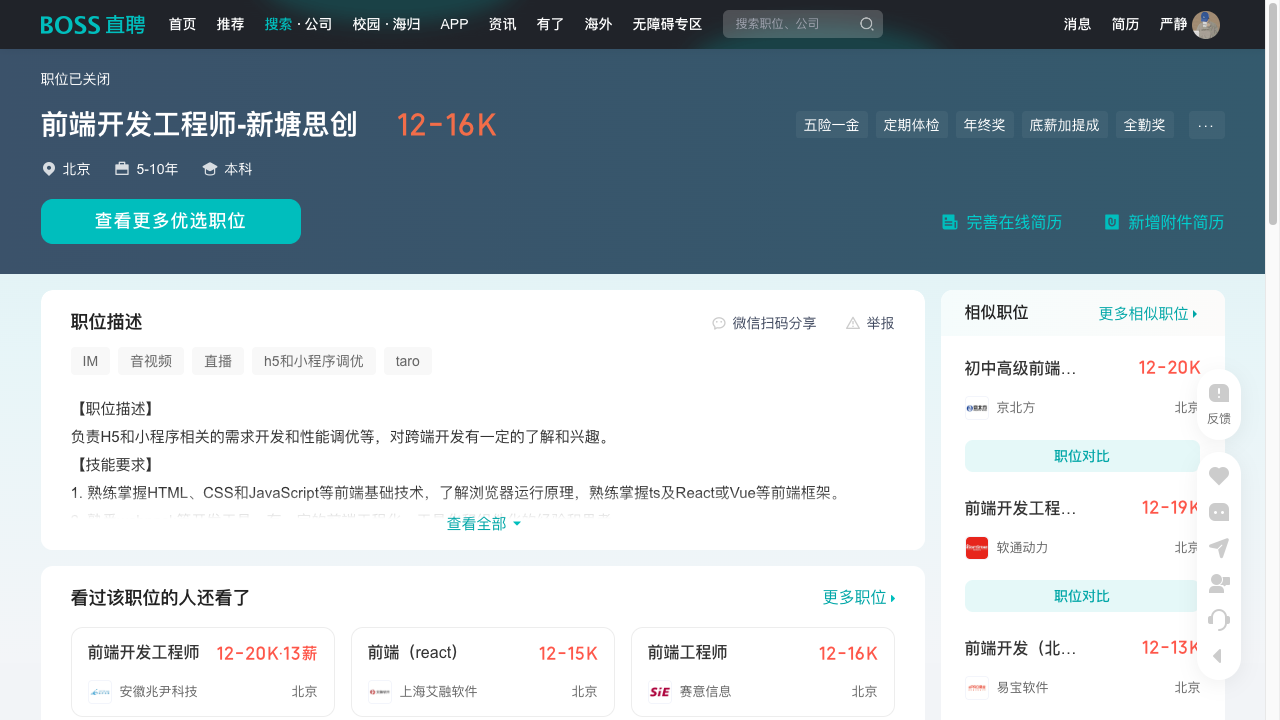 BOSS 直聘 首页 推荐 搜索 · 公司 校园 · 海归 APP 资讯 有了 海外 无障碍专区 搜索职位、公司 消息 简历 严静
职位已关闭
前端开发工程师-新塘思创 12-16K 五险一金 定期体检 年终奖 底薪加提成 全勤奖 ···
北京 5-10年 本科
查看更多优选职位 完善在线简历 新增附件简历
职位描述 微信扫码分享 举报
IM 音视频 直播 h5和小程序调优 taro
【职位描述】
负责H5和小程序相关的需求开发和性能调优等，对跨端开发有一定的了解和兴趣。
【技能要求】
1. 熟练掌握HTML、CSS和JavaScript等前端基础技术，了解浏览器运行原理，熟练掌握ts及React或Vue等前端框架。
查看全部
看过该职位的人还看了 更多职位
前端开发工程师 12-20K·13薪
安徽兆尹科技 北京
前端（react） 12-15K
上海艾融软件 北京
前端工程师 12-16K
SiE 赛意信息 北京
相似职位 更多相似职位
初中高级前端... 12-20K
京北方 北京
职位对比
前端开发工程... 12-19K
软通动力 北京
职位对比
前端开发（北... 12-13K
易宝软件 北京
反馈